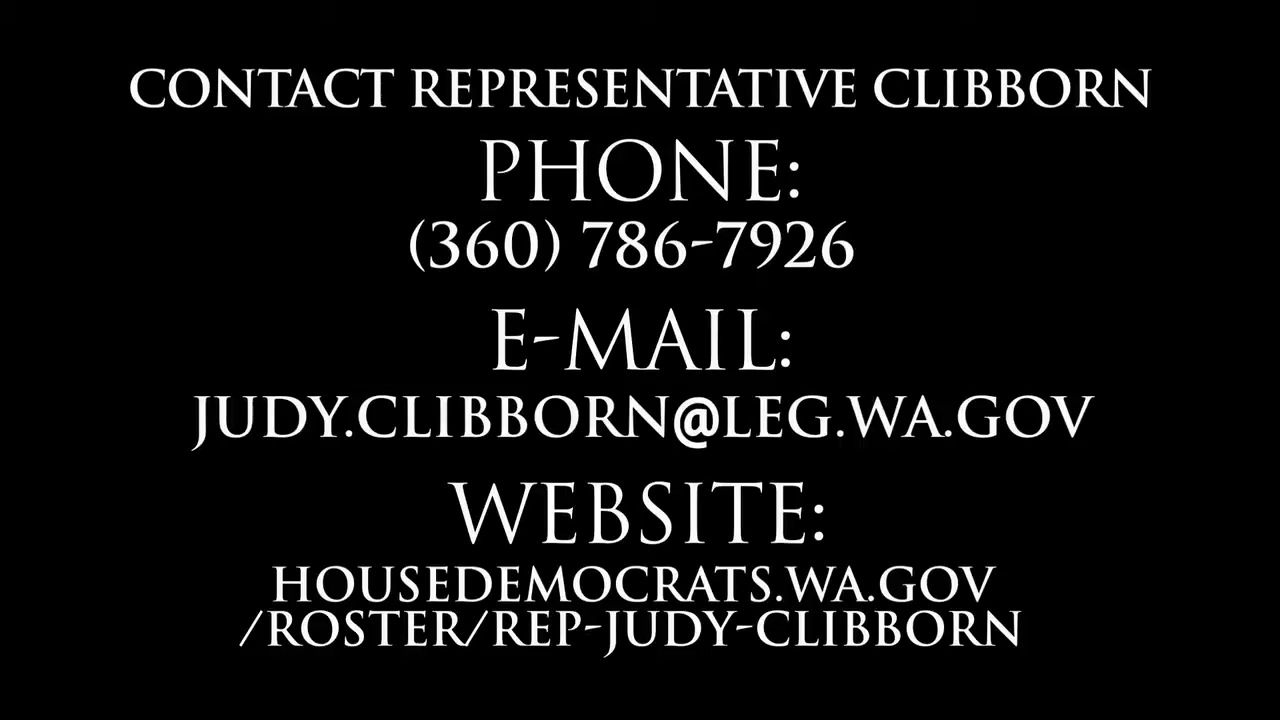 CONTACT REPRESENTATIVE CLIBBORN
PHONE:
(360) 786-7926
E-MAIL:
JUDY.CLIBBORN@LEG.WA.GOV
WEBSITE:
HOUSEDEMOCRATS.WA.GOV
/ROSTER/REP-JUDY-CLIBBORN